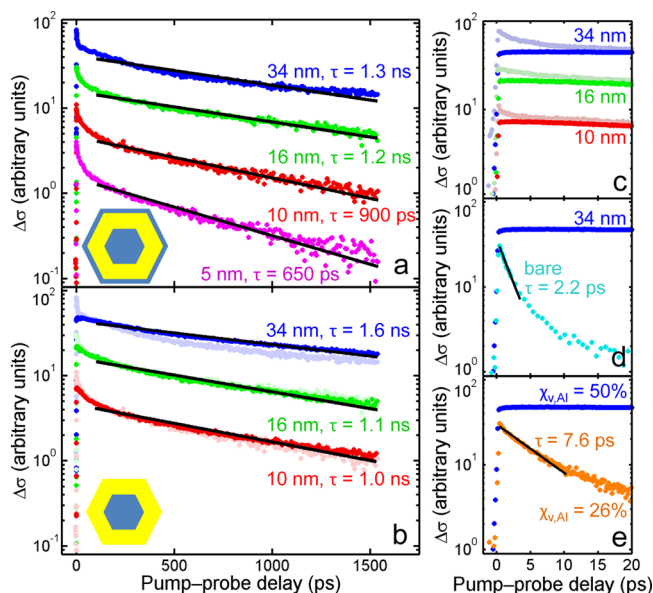 10²
34 nm, τ = 1.3 ns
10¹
16 nm, τ = 1.2 ns
10⁰
10 nm, τ = 900 ps
5 nm, τ = 650 ps
10⁻¹
a
Δσ (arbitrary units)
10²
34 nm, τ = 1.6 ns
10¹
16 nm, τ = 1.1 ns
10⁰
10 nm, τ = 1.0 ns
10⁻¹
b
Δσ (arbitrary units)
0 500 1000 1500
Pump–probe delay (ps)
10²
34 nm
16 nm
10¹
10 nm
10⁰
c
Δσ (arbitrary units)
10²
34 nm
bare
τ = 2.2 ps
10¹
10⁰
d
Δσ (arbitrary units)
10²
χv,Al = 50%
τ = 7.6 ps
10¹
χv,Al = 26%
10⁰
e
Δσ (arbitrary units)
0 5 10 15 20
Pump–probe delay (ps)